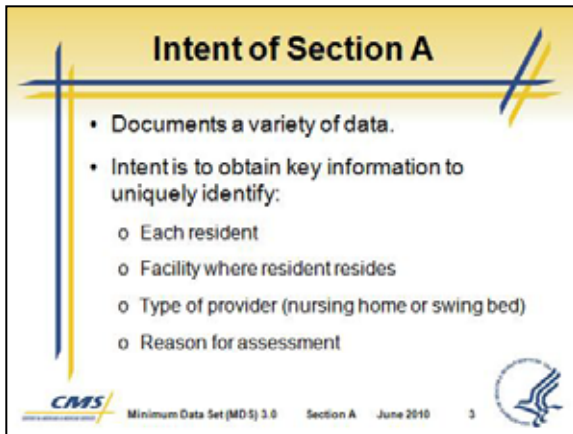 Intent of Section A
• Documents a variety of data.
• Intent is to obtain key information to
uniquely identify:
o Each resident
o Facility where resident resides
o Type of provider (nursing home or swing bed)
o Reason for assessment
CMS
Minimum Data Set (MDS) 3.0 Section A June 2010 3